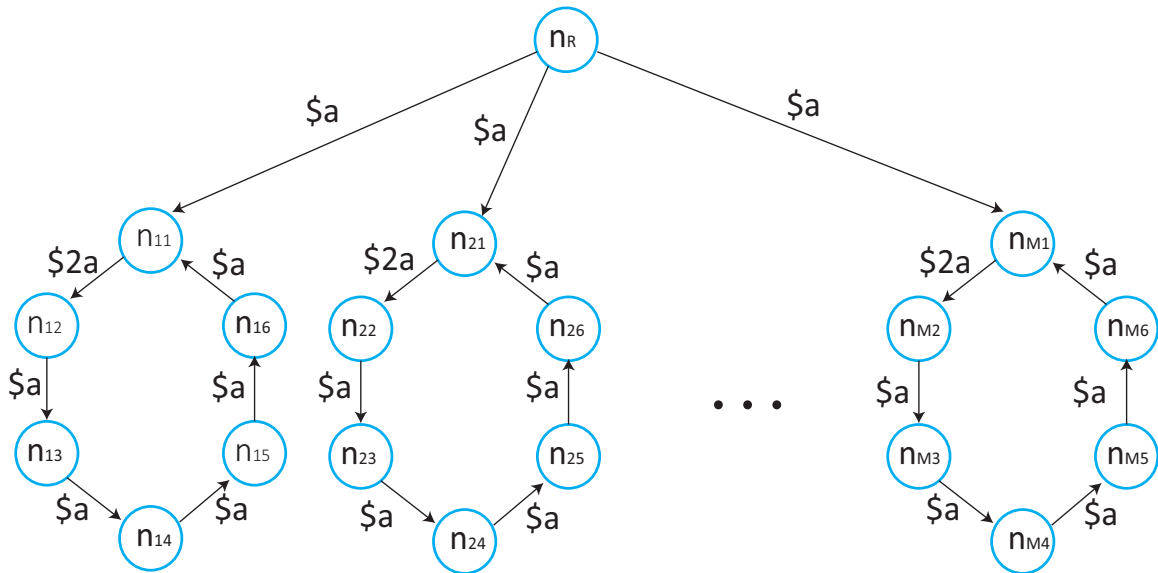 nR
$a $a $a
n11 n21 nM1
$2a $a $2a $a $2a $a
n12 n16 n22 n26 nM2 nM6
$a $a $a $a $a $a
. . .
n13 n15 n23 n25 nM3 nM5
$a $a $a $a $a $a
n14 n24 nM4